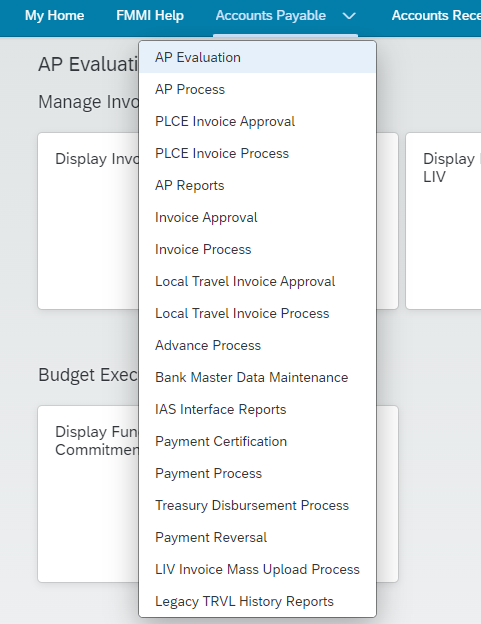 My Home FMMI Help Accounts Payable Accounts Rece
AP Evaluati
Manage Invo
Display Invo
Display
LIV
Budget Exec
Display Fun
Commitmen
AP Evaluation
AP Process
PLCE Invoice Approval
PLCE Invoice Process
AP Reports
Invoice Approval
Invoice Process
Local Travel Invoice Approval
Local Travel Invoice Process
Advance Process
Bank Master Data Maintenance
IAS Interface Reports
Payment Certification
Payment Process
Treasury Disbursement Process
Payment Reversal
LIV Invoice Mass Upload Process
Legacy TRVL History Reports